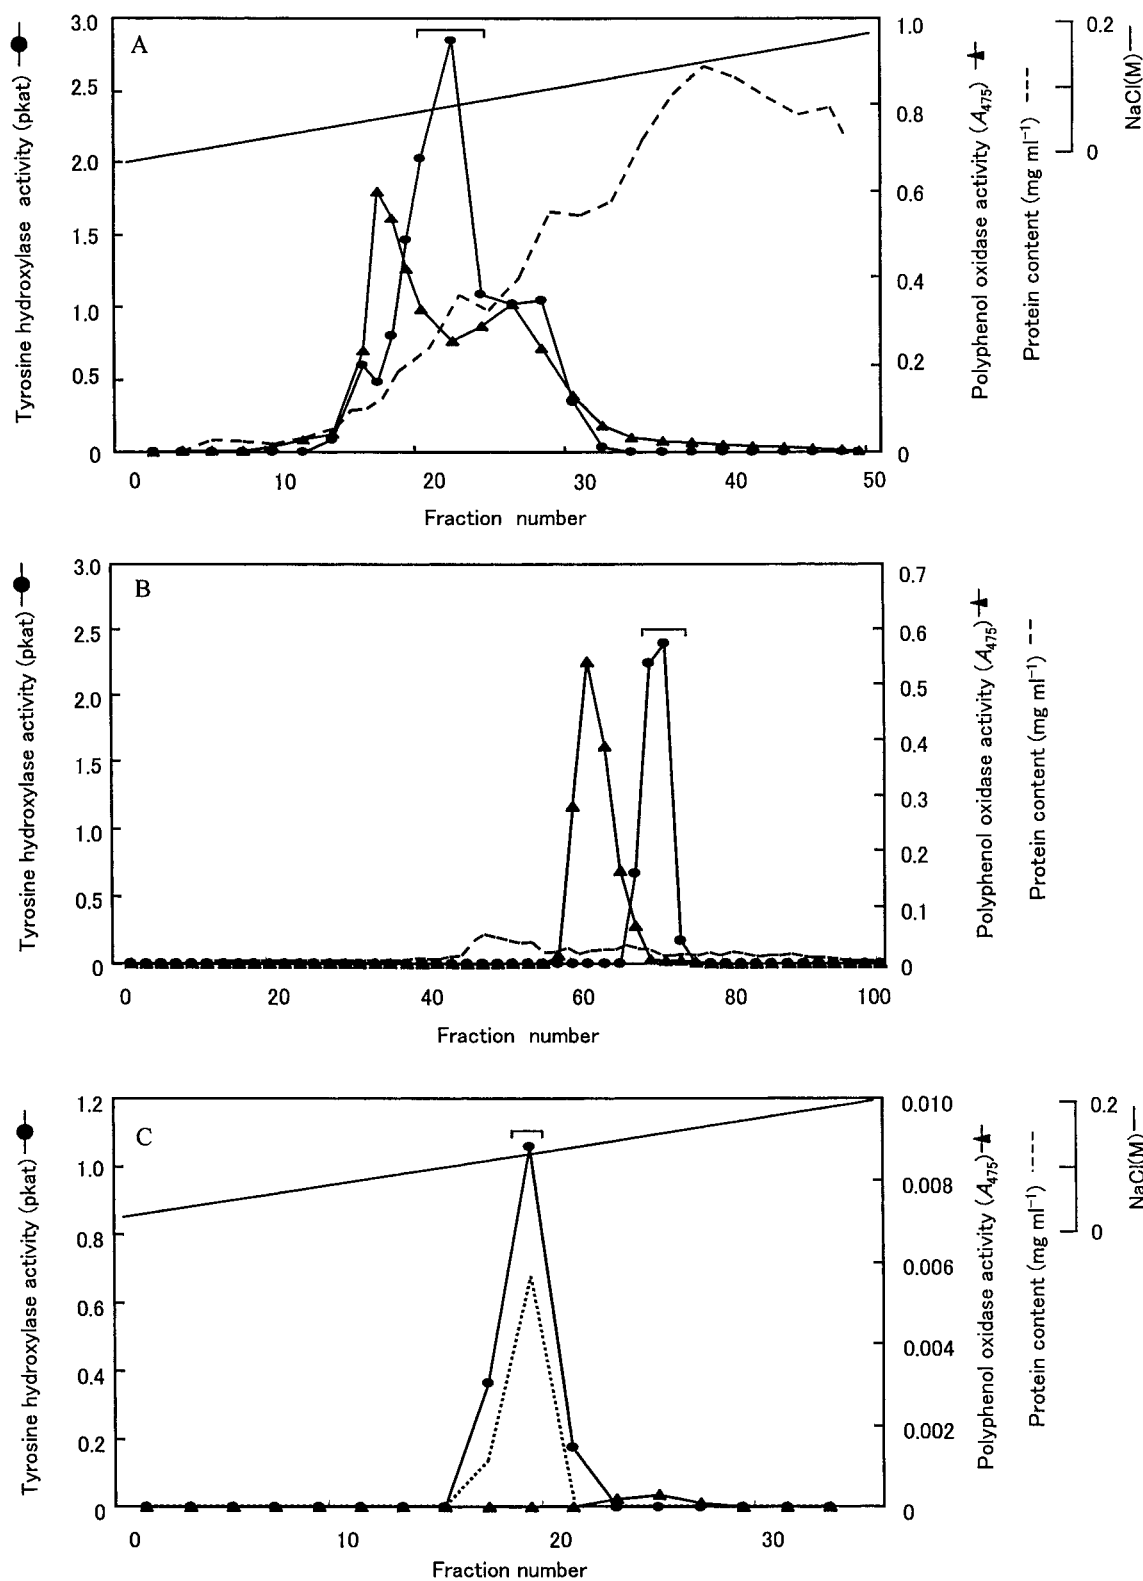 A
Tyrosine hydroxylase activity (pkat)
3.0
2.5
2.0
1.5
1.0
0.5
0
0 10 20 30 40 50
Fraction number
1.0
0.8
0.6
0.4
0.2
0
Polyphenol oxidase activity (A475)
Protein content (mg ml−1) ---
0.2
0
NaCl(M) —
B
Tyrosine hydroxylase activity (pkat)
3.0
2.5
2.0
1.5
1.0
0.5
0
0 20 40 60 80 100
Fraction number
0.7
0.6
0.5
0.4
0.3
0.2
0.1
0
Polyphenol oxidase activity (A475)
Protein content (mg ml−1) --
C
Tyrosine hydroxylase activity (pkat)
1.2
1.0
0.8
0.6
0.4
0.2
0
0 10 20 30
Fraction number
0.010
0.008
0.006
0.004
0.002
0
Polyphenol oxidase activity (A475)
Protein content (mg ml−1) ----
0.2
0
NaCl(M) —